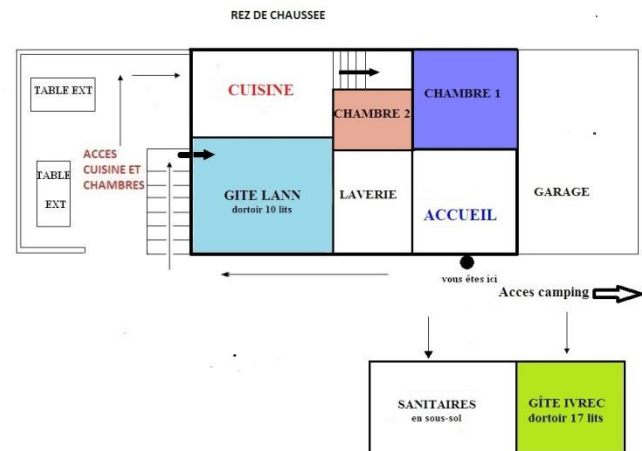 REZ DE CHAUSSEE
TABLE EXT
CUISINE
CHAMBRE 1
CHAMBRE 2
ACCES
CUISINE ET
CHAMBRES
TABLE
EXT
GITE LANN
dortoir 10 lits
LAVERIE
GARAGE
ACCUEIL
vous êtes ici
Acces camping
SANITAIRES
en sous-sol
GÎTE IVREC
dortoir 17 lits